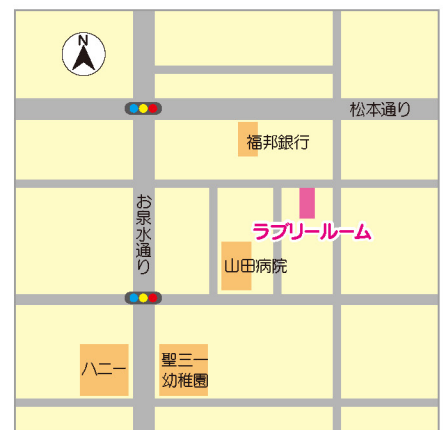 N
松本通り
福邦銀行
お泉水通り
ラブリールーム
山田病院
ハニー
聖三一
幼稚園